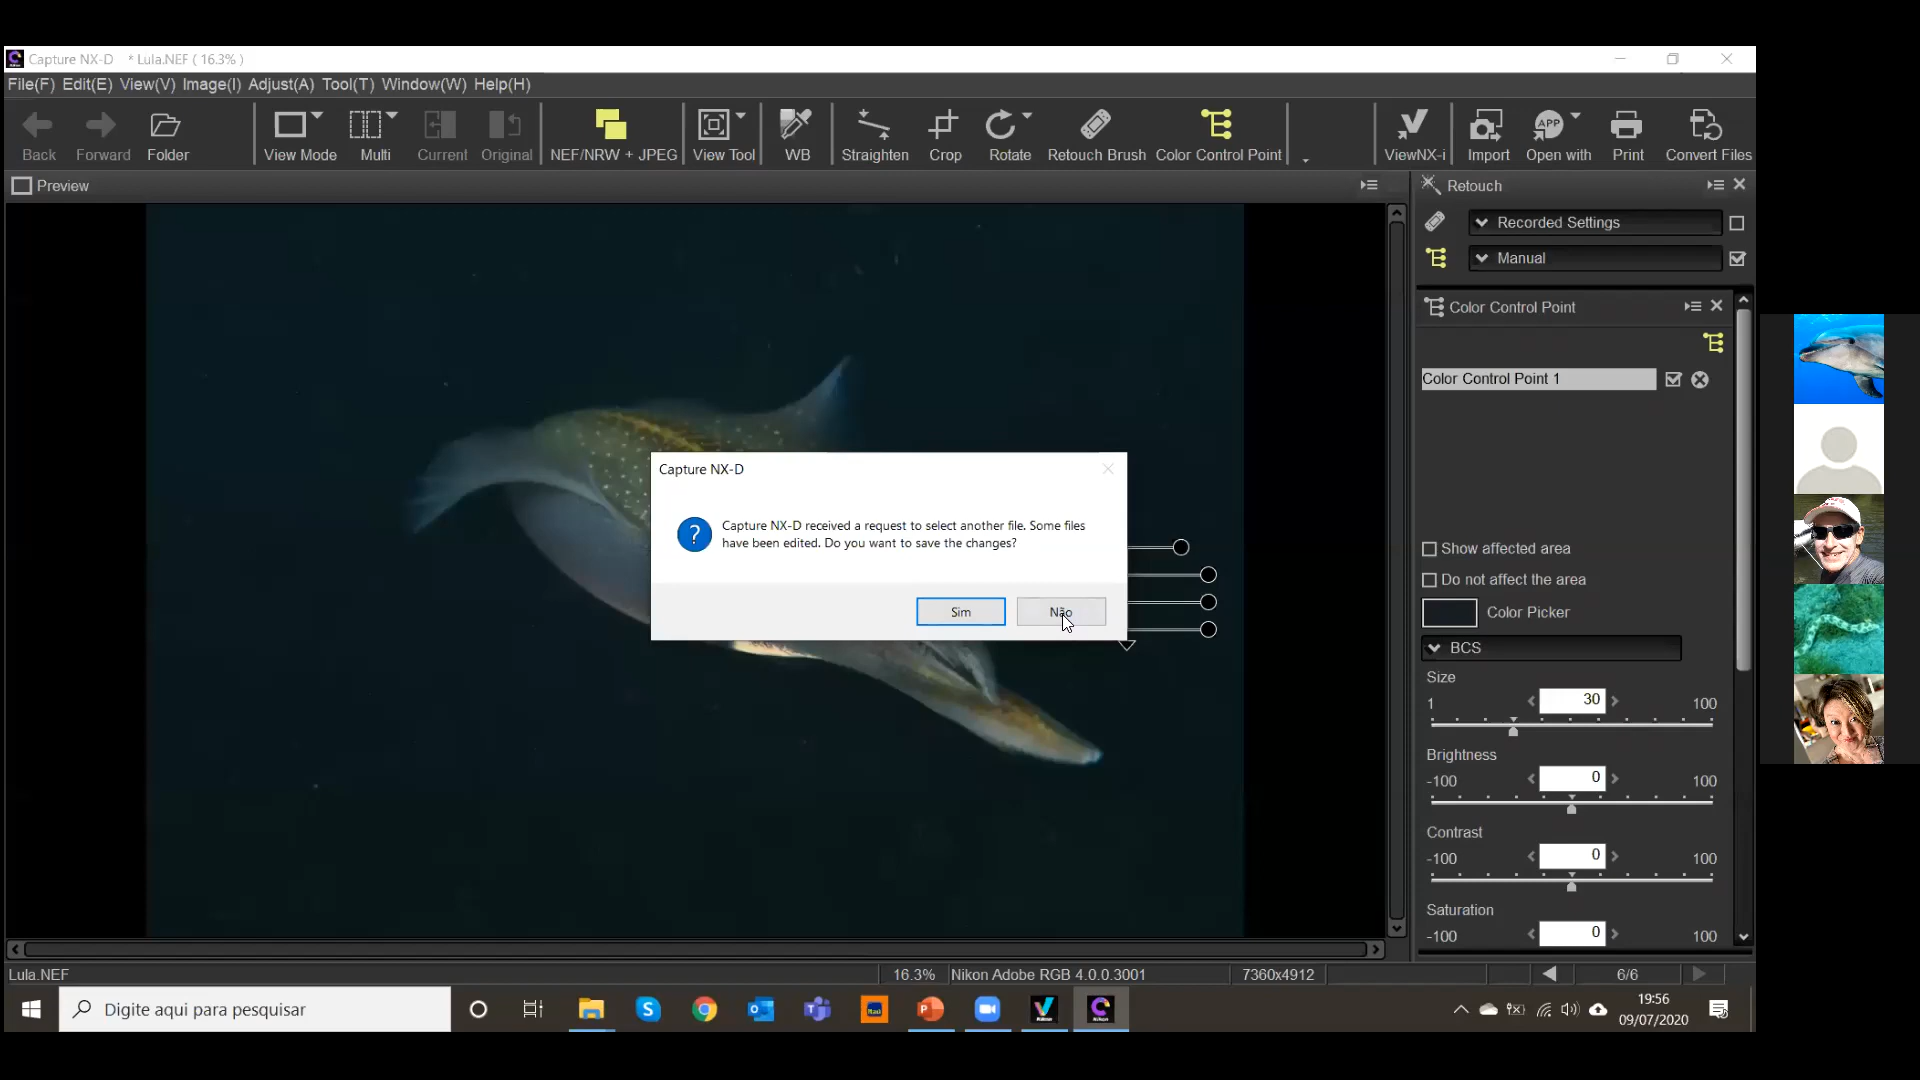 Capture NX-D * Lula.NEF ( 16.3% )
File(F) Edit(E) View(V) Image(I) Adjust(A) Tool(T) Window(W) Help(H)
Back Forward Folder View Mode Multi Current Original NEF/NRW + JPEG View Tool WB Straighten Crop Rotate Retouch Brush Color Control Point ViewNX-i Import APP Open with Print Convert Files
Preview
Retouch
Recorded Settings
Manual
Color Control Point
Color Control Point 1
Capture NX-D
Capture NX-D received a request to select another file. Some files
have been edited. Do you want to save the changes?
Sim Não
Show affected area
Do not affect the area
Color Picker
BCS
Size
1 30 100
Brightness
-100 0 100
Contrast
-100 0 100
Saturation
-100 0 100
Lula.NEF 16.3% Nikon Adobe RGB 4.0.0.3001 7360x4912 6/6
Digite aqui para pesquisar
19:56
09/07/2020